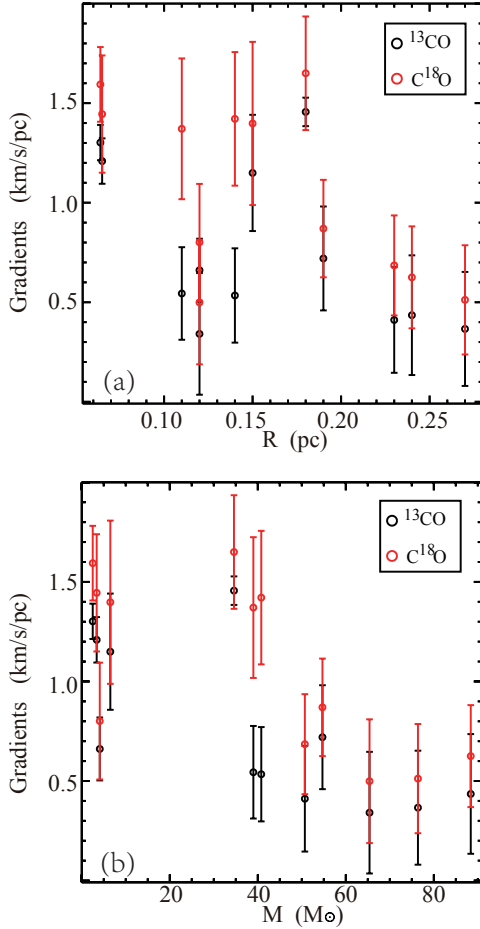 ¹³CO
C¹⁸O
1.5
1.0
0.5
Gradients (km/s/pc)
(a)
0.10 0.15 0.20 0.25
R (pc)
¹³CO
C¹⁸O
1.5
1.0
0.5
Gradients (km/s/pc)
(b)
20 40 60 80
M (M⊙)